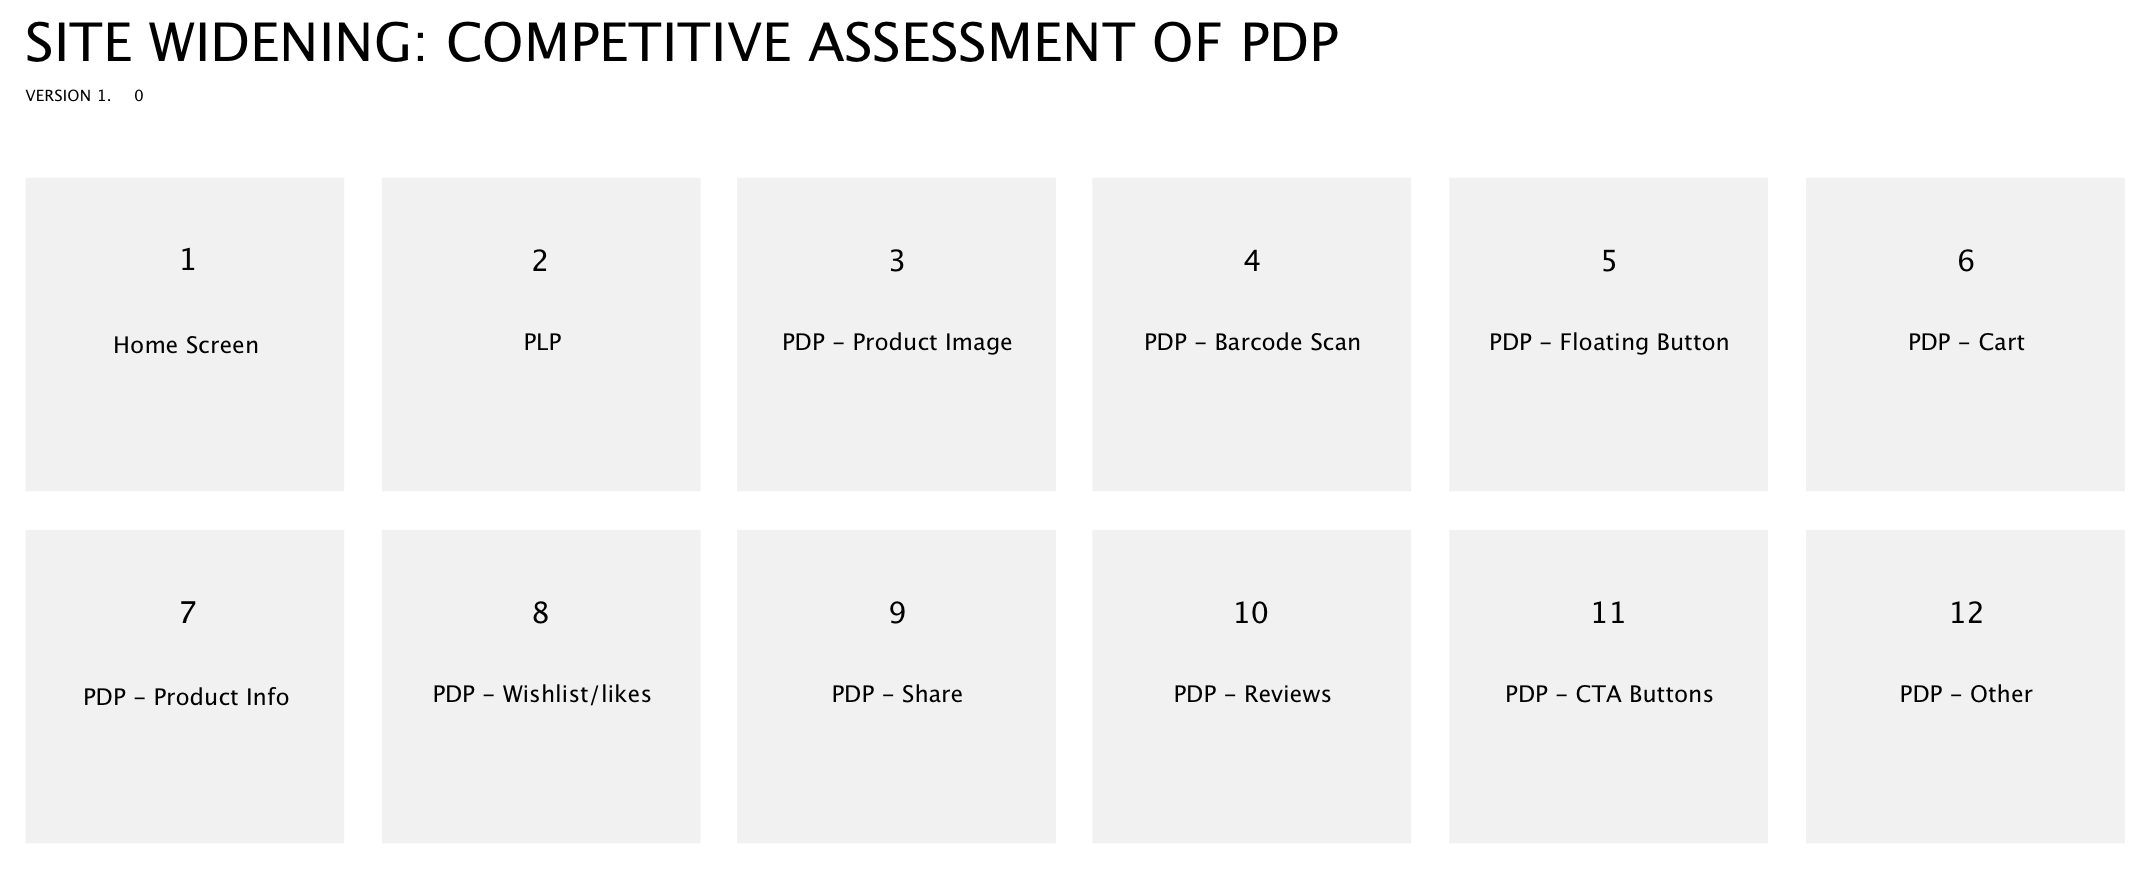 SITE WIDENING: COMPETITIVE ASSESSMENT OF PDP
VERSION 1. 0
1
Home Screen
2
PLP
3
PDP – Product Image
4
PDP – Barcode Scan
5
PDP – Floating Button
6
PDP – Cart
7
PDP – Product Info
8
PDP – Wishlist/likes
9
PDP – Share
10
PDP – Reviews
11
PDP – CTA Buttons
12
PDP – Other